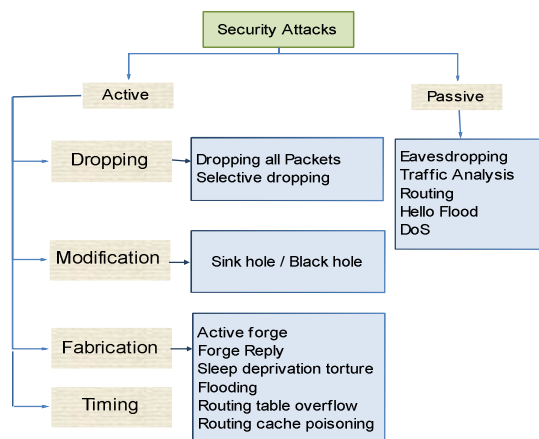 Security Attacks
Active
Passive
Dropping
Dropping all Packets
Selective dropping
Eavesdropping
Traffic Analysis
Routing
Hello Flood
DoS
Modification
Sink hole / Black hole
Fabrication
Active forge
Forge Reply
Sleep deprivation torture
Flooding
Routing table overflow
Routing cache poisoning
Timing